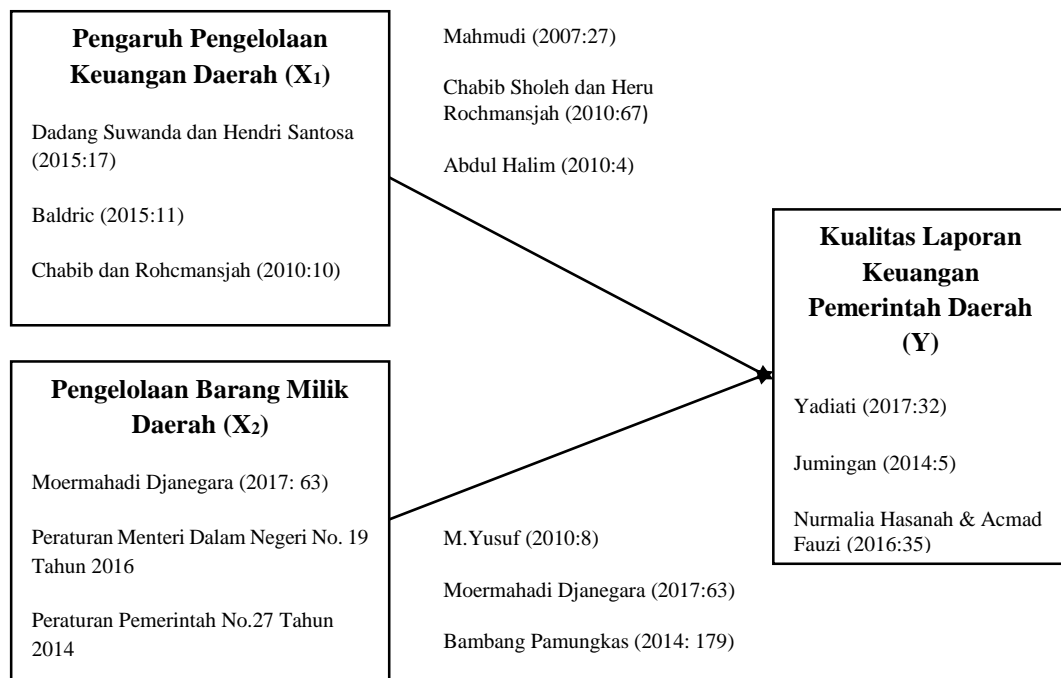 Pengaruh Pengelolaan
Keuangan Daerah (X1)
Dadang Suwanda dan Hendri Santosa
(2015:17)
Baldric (2015:11)
Chabib dan Rohcmansjah (2010:10)
Mahmudi (2007:27)
Chabib Sholeh dan Heru
Rochmansjah (2010:67)
Abdul Halim (2010:4)
Kualitas Laporan
Keuangan
Pemerintah Daerah
(Y)
Yadiati (2017:32)
Jumingan (2014:5)
Nurmalia Hasanah & Acmad
Fauzi (2016:35)
Pengelolaan Barang Milik
Daerah (X2)
Moermahadi Djanegara (2017: 63)
Peraturan Menteri Dalam Negeri No. 19
Tahun 2016
Peraturan Pemerintah No.27 Tahun
2014
M.Yusuf (2010:8)
Moermahadi Djanegara (2017:63)
Bambang Pamungkas (2014: 179)